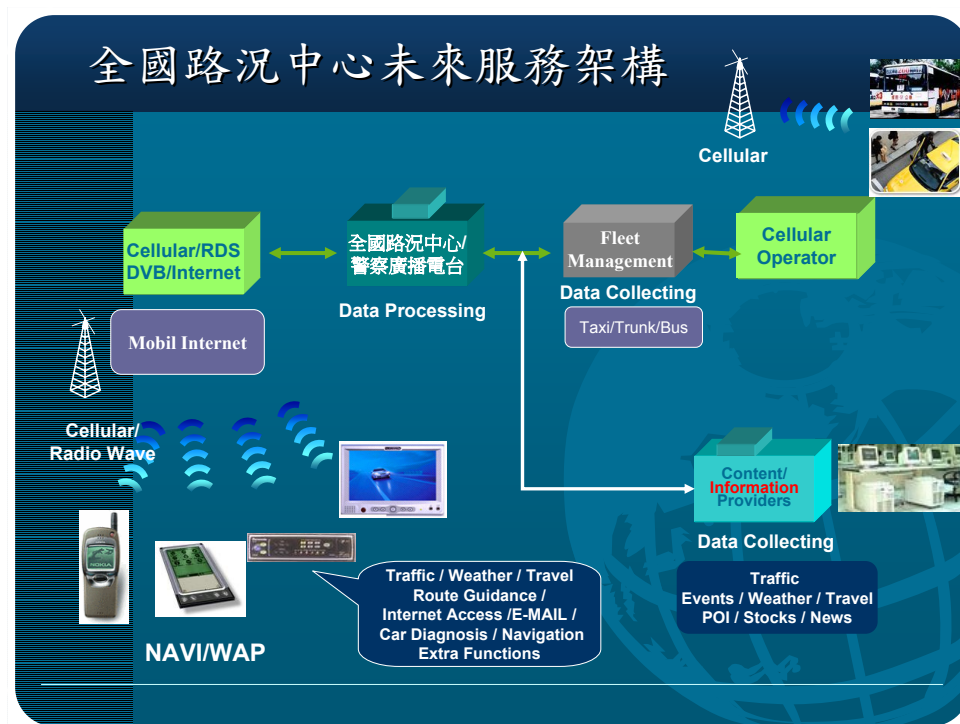 全國路況中心未來服務架構
Cellular
Cellular/RDS
DVB/Internet
全國路況中心/
警察廣播電台
Fleet
Management
Cellular
Operator
Data Processing
Data Collecting
Taxi/Trunk/Bus
Mobil Internet
Cellular/
Radio Wave
Content/
Information
Providers
Data Collecting
Traffic
Events / Weather / Travel
POI / Stocks / News
Traffic / Weather / Travel
Route Guidance /
Internet Access /E-MAIL /
Car Diagnosis / Navigation
Extra Functions
NAVI/WAP